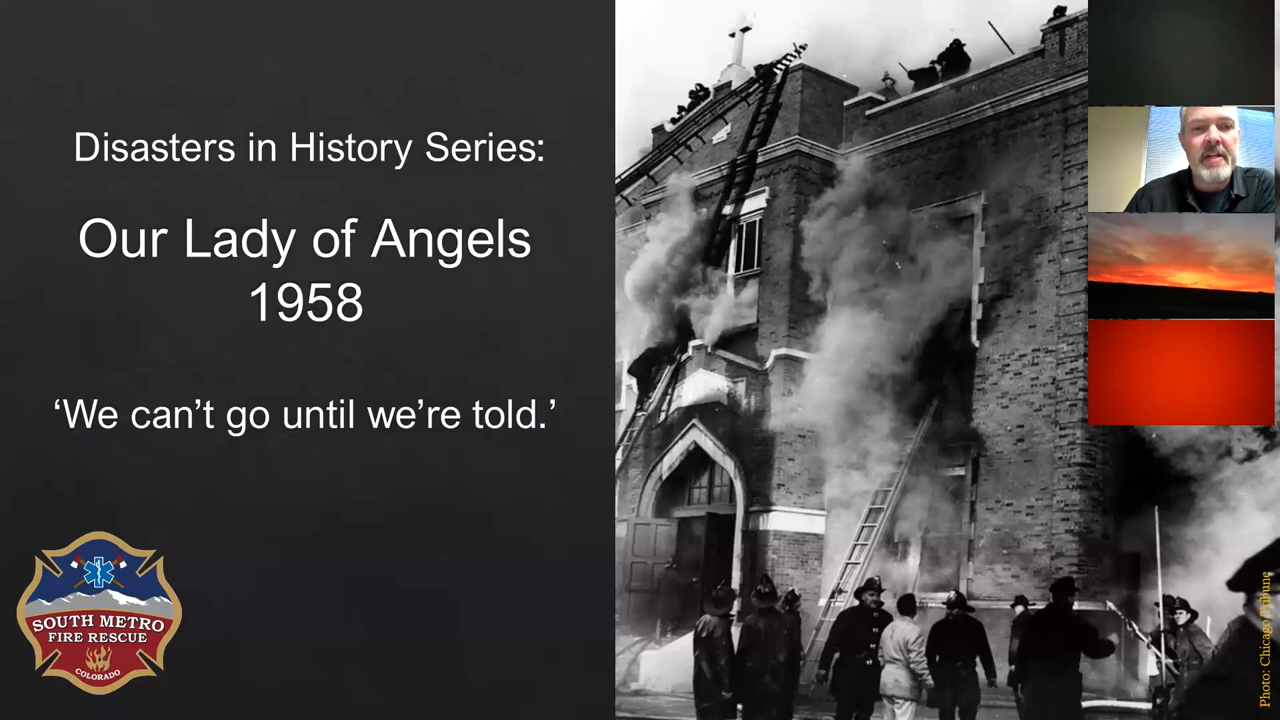 Disasters in History Series:
Our Lady of Angels
1958
‘We can’t go until we’re told.’
SOUTH METRO
FIRE RESCUE
COLORADO
Photo: Chicago Tribune